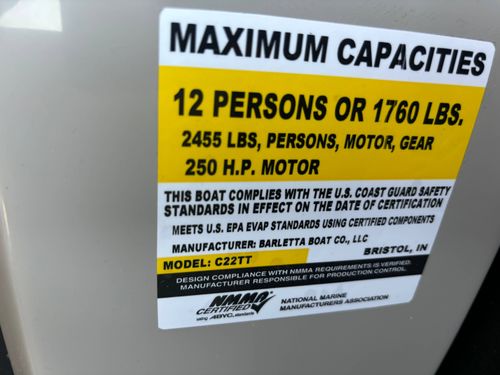 MAXIMUM CAPACITIES
12 PERSONS OR 1760 LBS.
2455 LBS, PERSONS, MOTOR, GEAR
250 H.P. MOTOR
THIS BOAT COMPLIES WITH THE U.S. COAST GUARD SAFETY
STANDARDS IN EFFECT ON THE DATE OF CERTIFICATION
MEETS U.S. EPA EVAP STANDARDS USING CERTIFIED COMPONENTS
MANUFACTURER: BARLETTA BOAT CO., LLC
BRISTOL, IN
MODEL: C22TT
DESIGN COMPLIANCE WITH NMMA REQUIREMENTS IS VERIFIED.
MANUFACTURER RESPONSIBLE FOR PRODUCTION CONTROL.
NMMA
CERTIFIED
using ABYC standards
NATIONAL MARINE
MANUFACTURERS ASSOCIATION